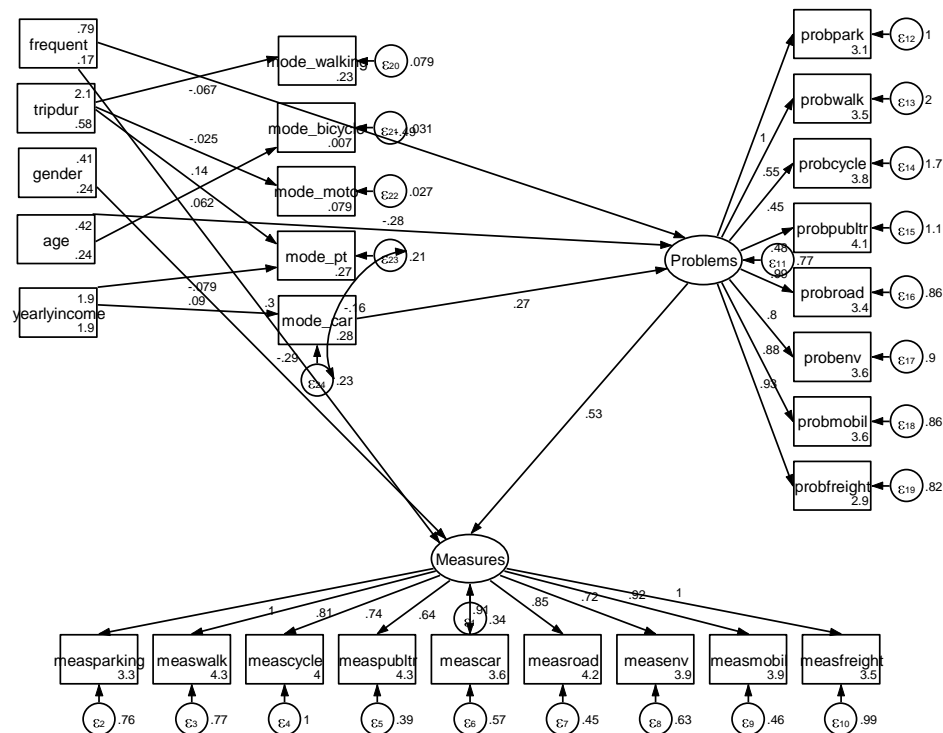 .79
frequent
.17
2.1
tripdur
.58
.41
gender
.24
.42
age
.24
1.9
yearlyincome
1.9
mode_walking
.23
ε20
.079
mode_bicycle
.007
ε21
.031
-.49
mode_moto
.079
ε22
.027
mode_pt
.27
ε23
.21
mode_car
.28
ε24
.23
-.067
-.025
.14
.062
-.28
-.079
.09
.3
-.16
-.29
.27
.53
Problems
ε11
.77
1
.55
.45
.48
.99
.8
.88
.93
probpark
3.1
ε12
1
probwalk
3.5
ε13
2
probcycle
3.8
ε14
1.7
probpubltr
4.1
ε15
1.1
probroad
3.4
ε16
.86
probenv
3.6
ε17
.9
probmobil
3.6
ε18
.86
probfreight
2.9
ε19
.82
Measures
1
.81
.74
.64
.91
.34
.85
.72
.92
1
measparking
3.3
measwalk
4.3
meascycle
4
measpubltr
4.3
meascar
3.6
measroad
4.2
measenv
3.9
measmobil
3.9
measfreight
3.5
ε2
.76
ε3
.77
ε4
1
ε5
.39
ε6
.57
ε7
.45
ε8
.63
ε9
.46
ε10
.99